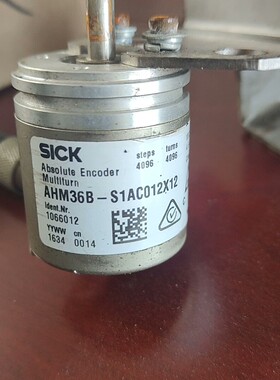 SICK
Absolute Encoder
Multiturn
steps turns
4096 4096
AHM36B-S1AC012X12
Ident.Nr.
1066012
YYWW cn
1634 0014